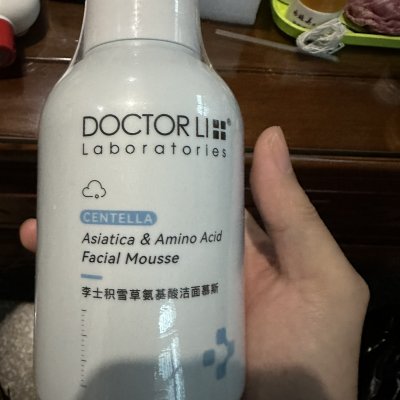 DOCTOR LI®
Laboratories
CENTELLA
Asiatica & Amino Acid
Facial Mousse
李士积雪草氨基酸洁面慕斯